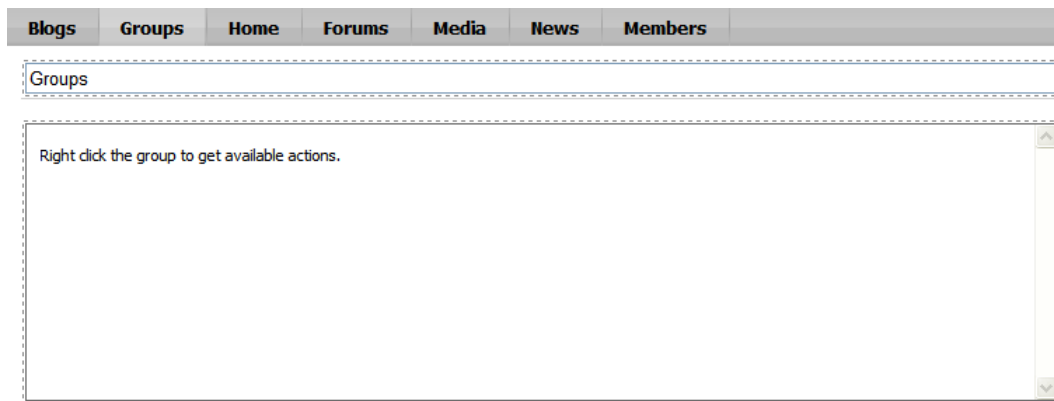 Blogs Groups Home Forums Media News Members
Groups
Right click the group to get available actions.